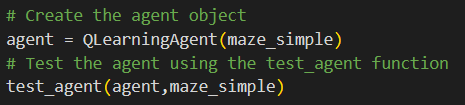 # Create the agent object
agent = QLearningAgent(maze_simple)
# Test the agent using the test_agent function
test_agent(agent,maze_simple)